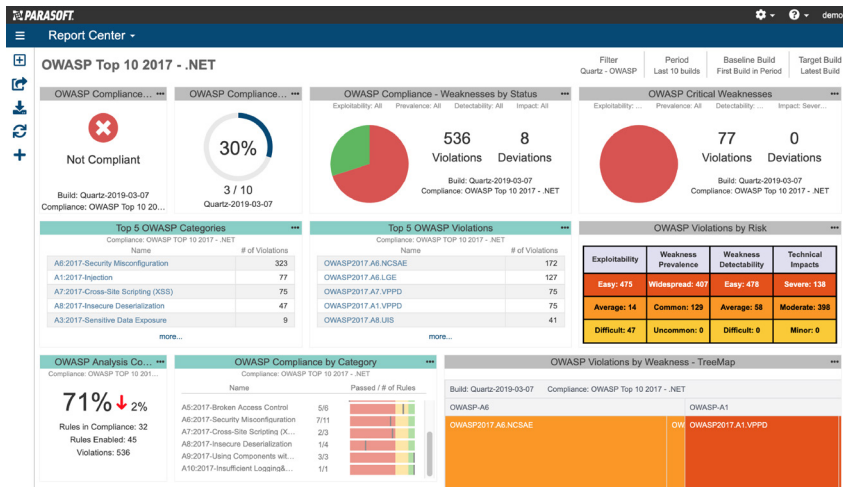 PARASOFT.
demo
Report Center
OWASP Top 10 2017 - .NET
Filter
Quartz - OWASP
Period
Last 10 builds
Baseline Build
First Build in Period
Target Build
Latest Build
OWASP Compliance... •••
Not Compliant
Build: Quartz-2019-03-07
Compliance: OWASP Top 10 20...
OWASP Compliance... •••
30%
3 / 10
Quartz-2019-03-07
OWASP Compliance - Weaknesses by Status •••
Exploitability: All Prevalence: All Detectability: All Impact: All
536 8
Violations Deviations
Build: Quartz-2019-03-07
Compliance: OWASP Top 10 2017 - .NET
OWASP Critical Weaknesses •••
Exploitability: ... Prevalence: All Detectability: ... Impact: Sever...
77 0
Violations Deviations
Build: Quartz-2019-03-07
Compliance: OWASP Top 10 2017 - .NET
Top 5 OWASP Categories •••
Compliance: OWASP TOP 10 2017 - .NET
Name # of Violations
A6:2017-Security Misconfiguration 323
A1:2017-Injection 77
A7:2017-Cross-Site Scripting (XSS) 75
A8:2017-Insecure Deserialization 47
A3:2017-Sensitive Data Exposure 9
more...
Top 5 OWASP Violations •••
Compliance: OWASP TOP 10 2017 - .NET
Name # of Violations
OWASP2017.A6.NCSAE 172
OWASP2017.A6.LGE 127
OWASP2017.A7.VPPD 75
OWASP2017.A1.VPPD 75
OWASP2017.A8.UIS 41
more...
OWASP Violations by Risk •••
Exploitability Weakness Prevalence Weakness Detectability Technical Impacts
Easy: 475 Widespread: 407 Easy: 478 Severe: 138
Average: 14 Common: 129 Average: 58 Moderate: 398
Difficult: 47 Uncommon: 0 Difficult: 0 Minor: 0
OWASP Analysis Co... •••
Compliance: OWASP TOP 10 201...
71% 2%
Rules in Compliance: 32
Rules Enabled: 45
Violations: 536
OWASP Compliance by Category •••
Compliance: OWASP TOP 10 2017 - .NET
Name Passed / # of Rules
A5:2017-Broken Access Control 5/6
A6:2017-Security Misconfiguration 7/11
A7:2017-Cross-Site Scripting (X... 2/3
A8:2017-Insecure Deserialization 1/4
A9:2017-Using Components wit... 3/3
A10:2017-Insufficient Logging&... 1/1
OWASP Violations by Weakness - TreeMap •••
Build: Quartz-2019-03-07 Compliance: OWASP Top 10 2017 - .NET
OWASP-A6 OWASP-A1
OWASP2017.A6.NCSAE OW OWASP2017.A1.VPPD